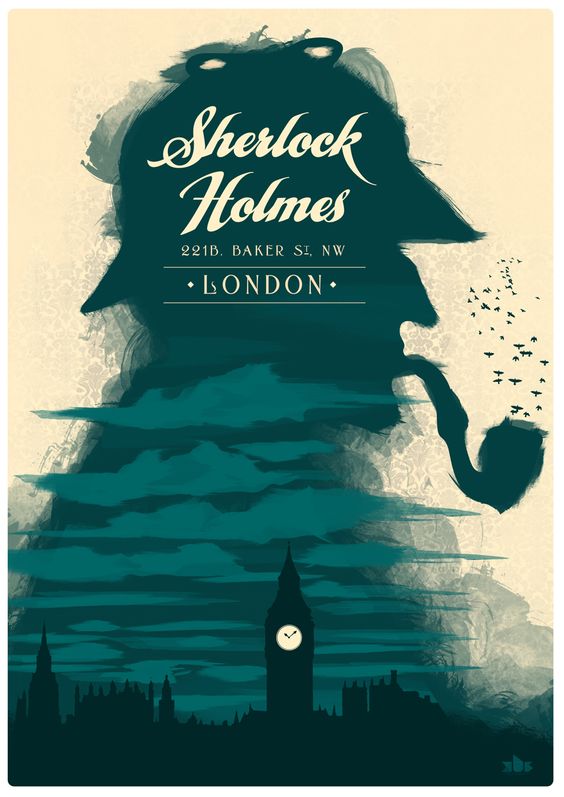 Sherlock
Holmes
221B. BAKER ST, NW
• LONDON •